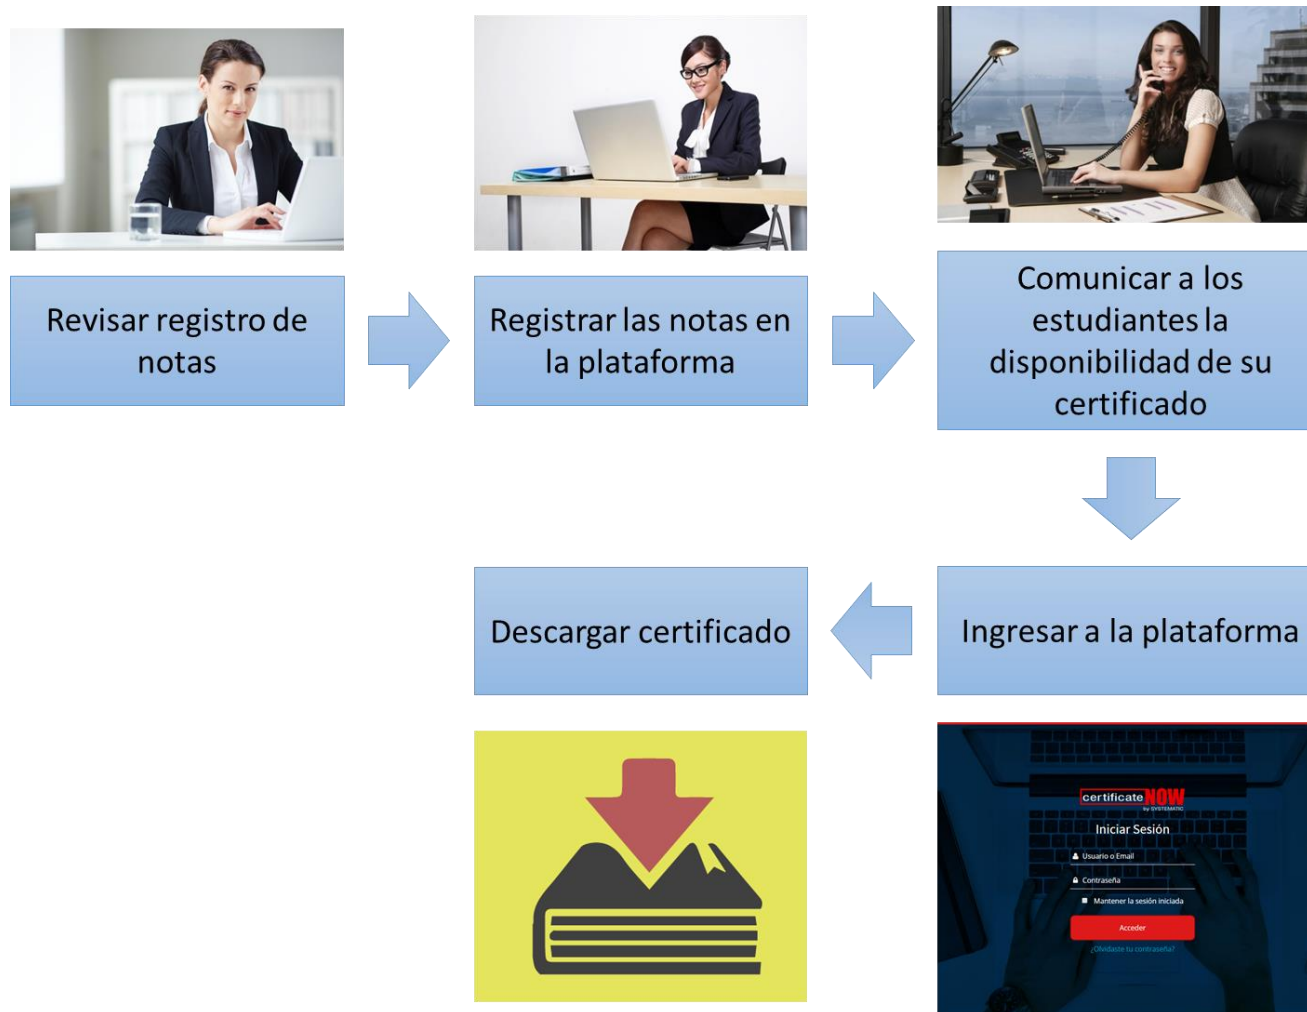 Revisar registro de
notas
Registrar las notas en
la plataforma
Comunicar a los
estudiantes la
disponibilidad de su
certificado
Descargar certificado
Ingresar a la plataforma
certificate NOW
by SYSTEMATIC
Iniciar Sesión
Usuario o Email
Contraseña
Mantener la sesión iniciada
Acceder
¿Olvidaste tu contraseña?